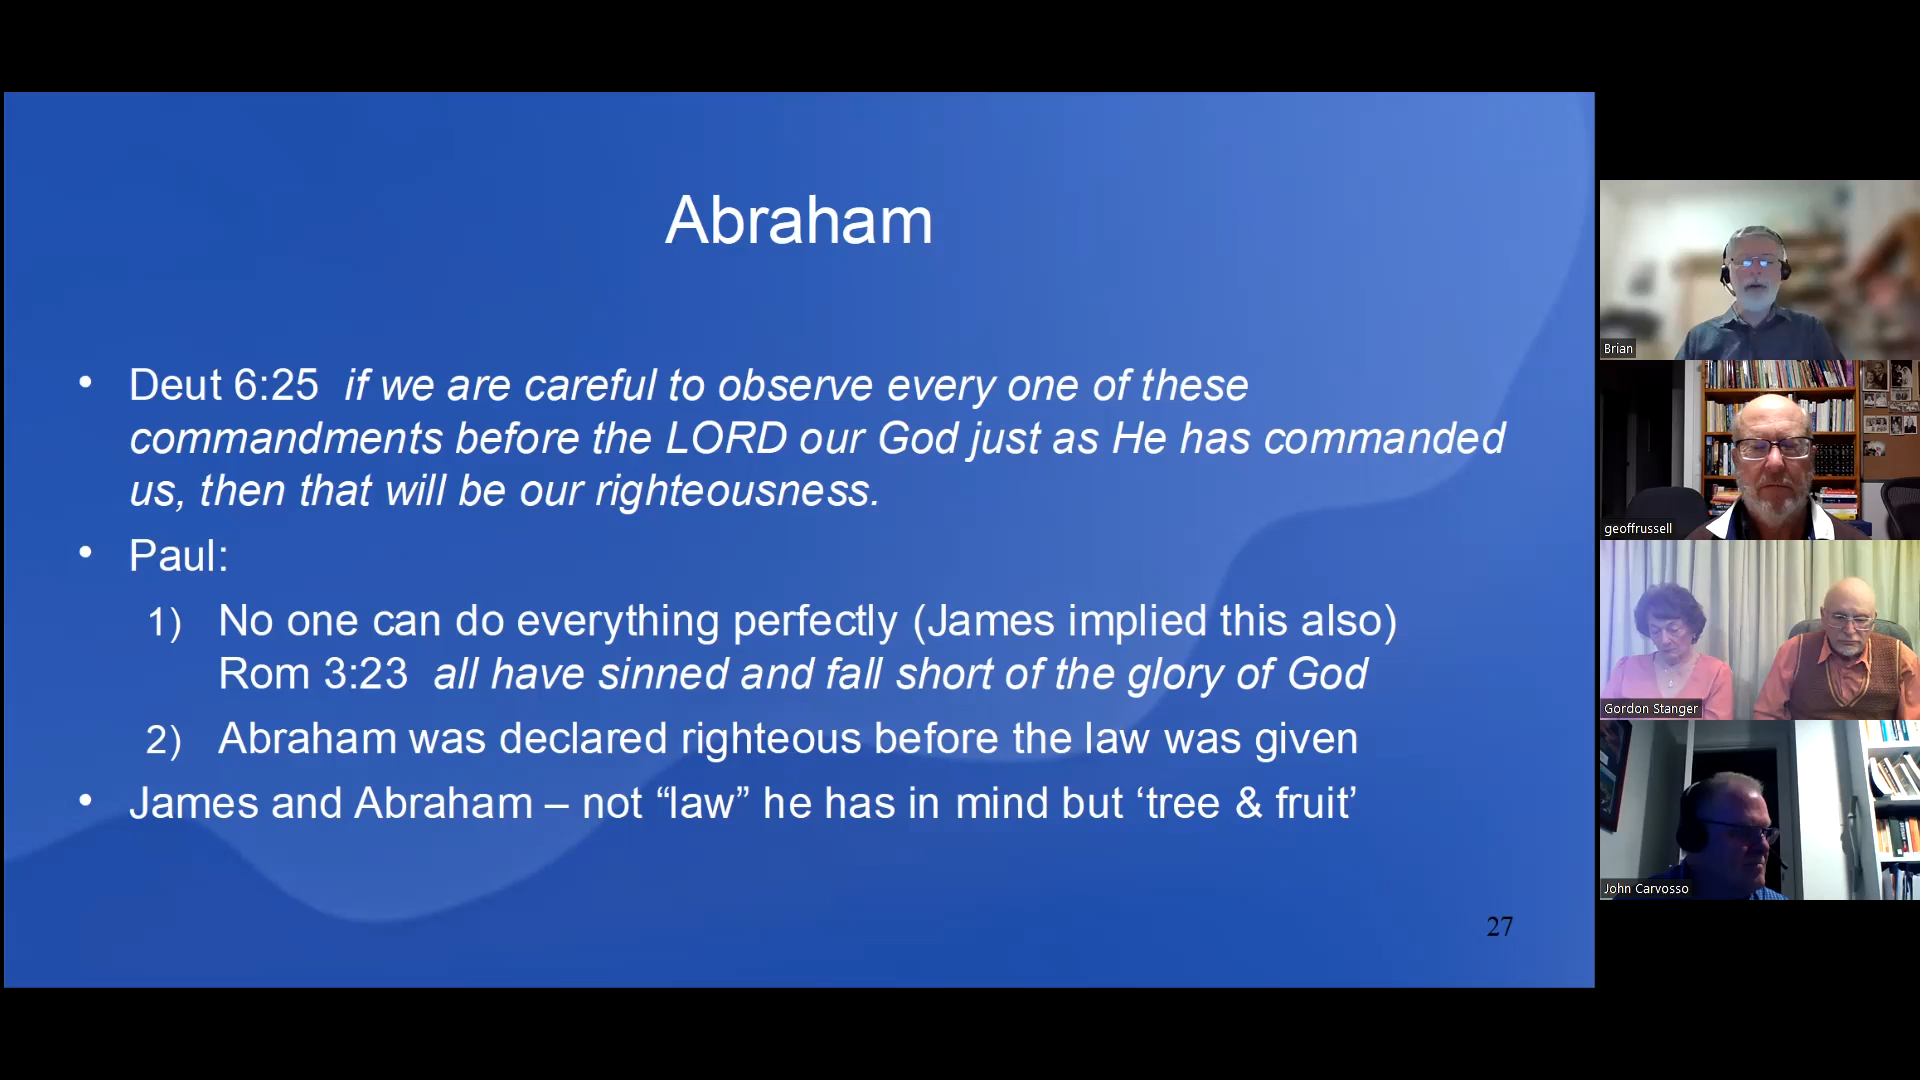 Abraham
• Deut 6:25 if we are careful to observe every one of these
commandments before the LORD our God just as He has commanded
us, then that will be our righteousness.
• Paul:
1) No one can do everything perfectly (James implied this also)
Rom 3:23 all have sinned and fall short of the glory of God
2) Abraham was declared righteous before the law was given
• James and Abraham – not “law” he has in mind but ‘tree & fruit’
27
Brian
geoffrussell
Gordon Stanger
John Carvosso